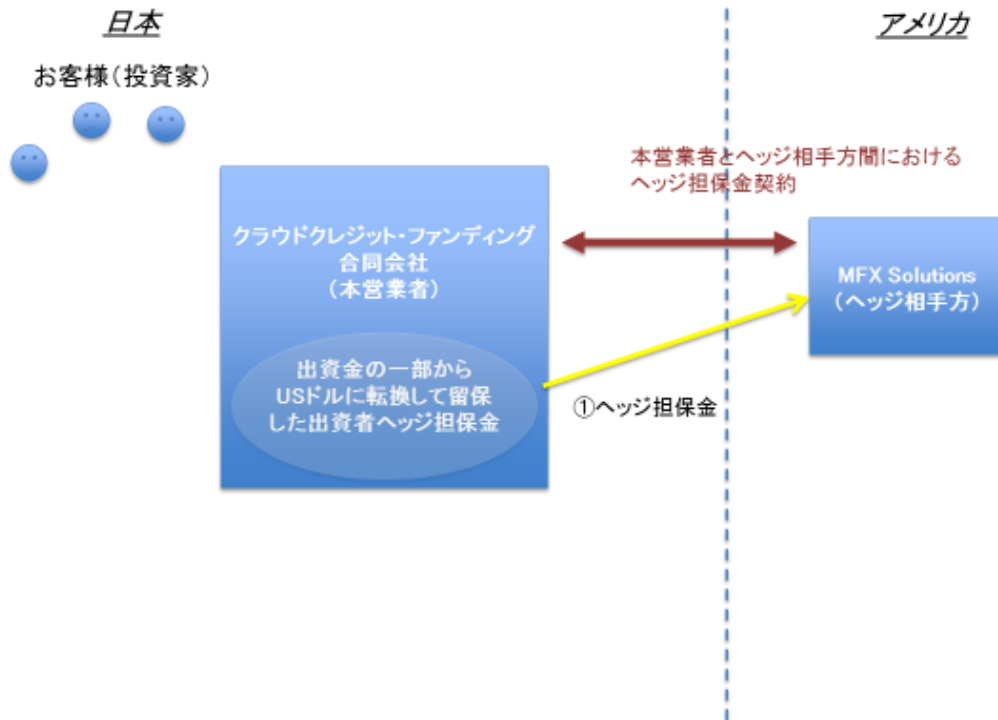 日本
アメリカ
お客様(投資家)
本営業者とヘッジ相手方間における
ヘッジ担保金契約
クラウドクレジット・ファンディング
合同会社
(本営業者)
MFX Solutions
(ヘッジ相手方)
出資金の一部から
USドルに転換して留保
した出資者ヘッジ担保金
①ヘッジ担保金